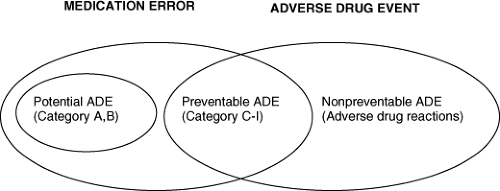 MEDICATION ERROR
ADVERSE DRUG EVENT
Potential ADE
(Category A,B)
Preventable ADE
(Category C-I)
Nonpreventable ADE
(Adverse drug reactions)